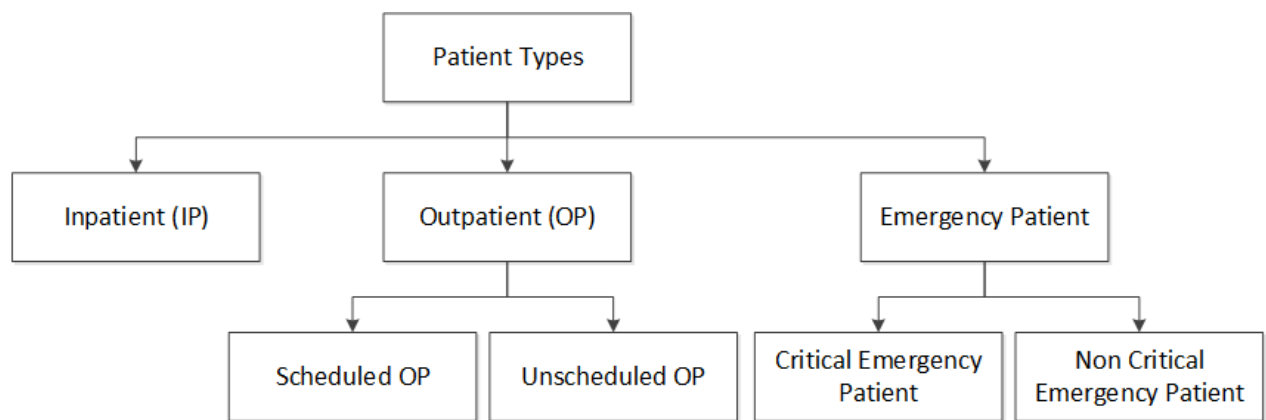 Patient Types
Inpatient (IP)
Outpatient (OP)
Emergency Patient
Scheduled OP
Unscheduled OP
Critical Emergency
Patient
Non Critical
Emergency Patient